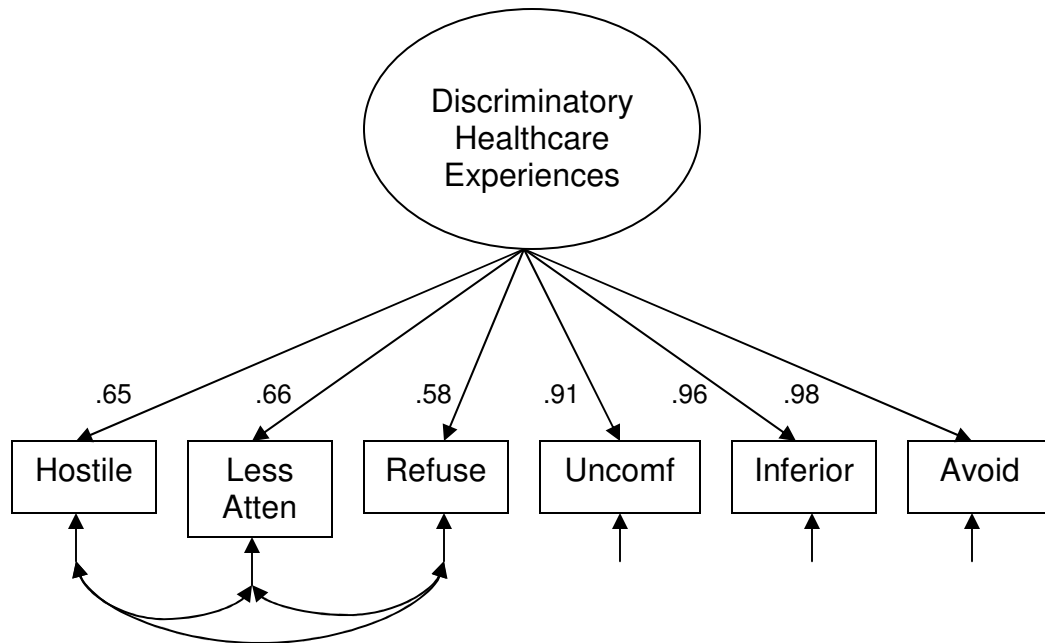 Discriminatory
Healthcare
Experiences
.65
.66
.58
.91
.96
.98
Hostile
Less
Atten
Refuse
Uncomf
Inferior
Avoid